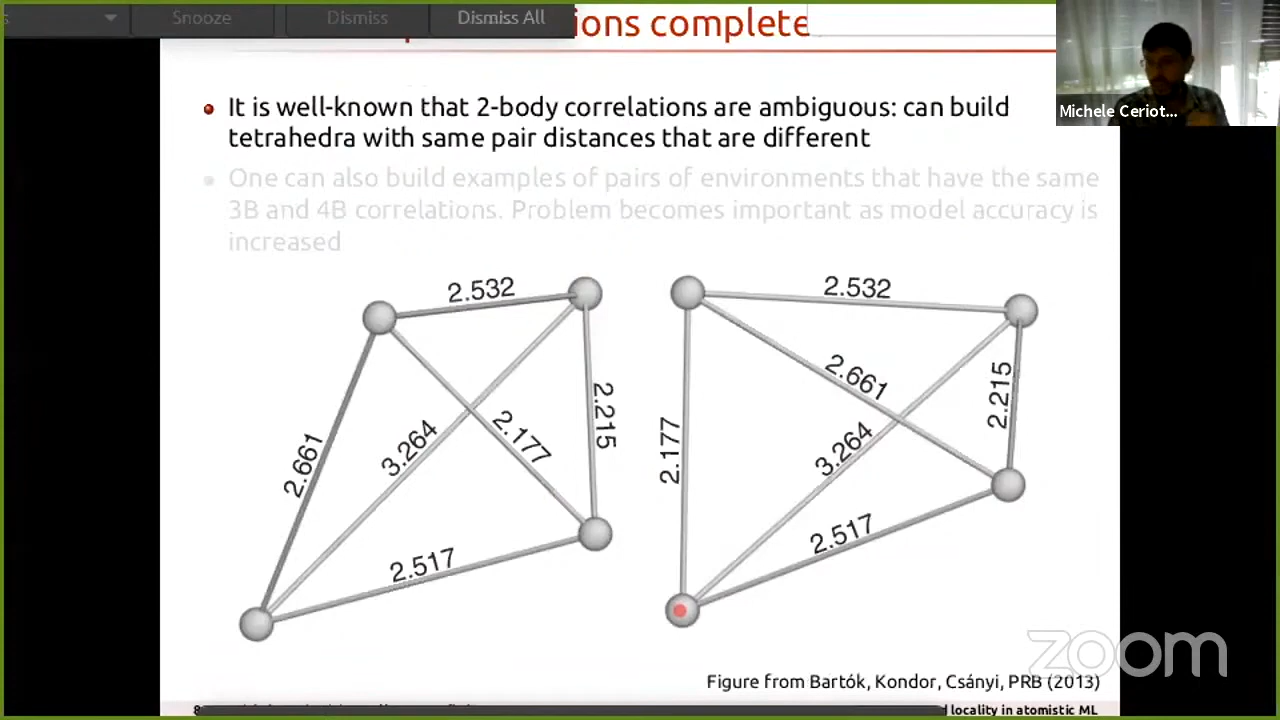 Snooze
Dismiss
Dismiss All
ions complete
Michele Ceriot...
It is well-known that 2-body correlations are ambiguous: can build
tetrahedra with same pair distances that are different
One can also build examples of pairs of environments that have the same
3B and 4B correlations. Problem becomes important as model accuracy is
increased
2.532
2.661
3.264
2.177
2.215
2.517
2.532
2.177
2.661
3.264
2.215
2.517
zoom
Figure from Bartók, Kondor, Csányi, PRB (2013)
locality in atomistic ML